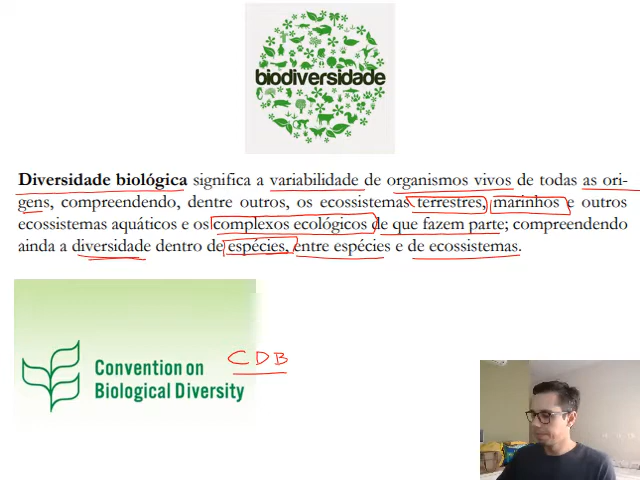 biodiversidade
Diversidade biológica significa a variabilidade de organismos vivos de todas as ori-
gens, compreendendo, dentre outros, os ecossistemas terrestres, marinhos e outros
ecossistemas aquáticos e os complexos ecológicos de que fazem parte; compreendendo
ainda a diversidade dentro de espécies, entre espécies e de ecossistemas.
CDB
Convention on
Biological Diversity